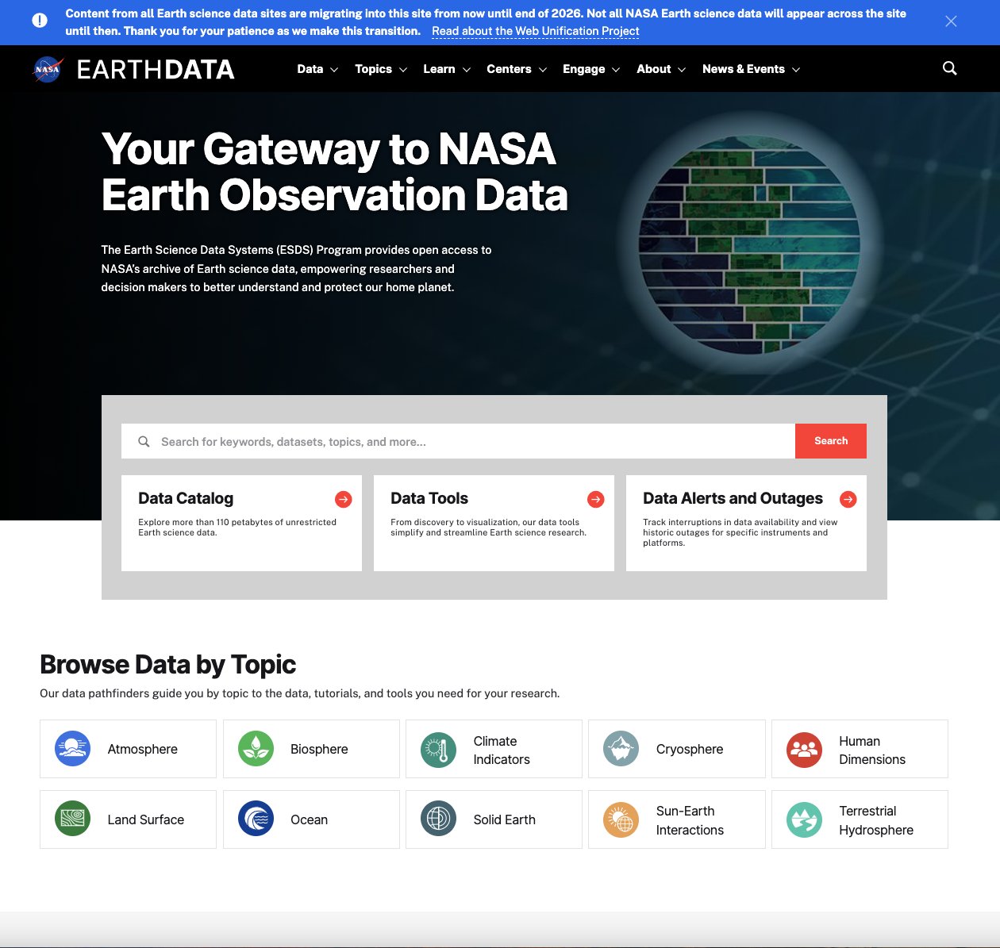 Content from all Earth science data sites are migrating into this site from now until end of 2026. Not all NASA Earth science data will appear across the site
until then. Thank you for your patience as we make this transition. Read about the Web Unification Project
NASA EARTHDATA Data Topics Learn Centers Engage About News & Events
Your Gateway to NASA
Earth Observation Data
The Earth Science Data Systems (ESDS) Program provides open access to
NASA's archive of Earth science data, empowering researchers and
decision makers to better understand and protect our home planet.
Search for keywords, datasets, topics, and more... Search
Data Catalog
Explore more than 110 petabytes of unrestricted
Earth science data.
Data Tools
From discovery to visualization, our data tools
simplify and streamline Earth science research.
Data Alerts and Outages
Track interruptions in data availability and view
historic outages for specific instruments and
platforms.
Browse Data by Topic
Our data pathfinders guide you by topic to the data, tutorials, and tools you need for your research.
Atmosphere
Biosphere
Climate
Indicators
Cryosphere
Human
Dimensions
Land Surface
Ocean
Solid Earth
Sun-Earth
Interactions
Terrestrial
Hydrosphere